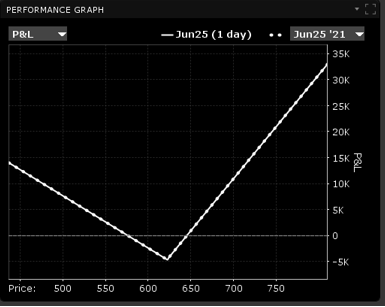 PERFORMANCE GRAPH
P&L Jun25 (1 day) Jun25 '21
35K
30K
25K
20K
15K
10K
5K
0
-5K
P&L
Price: 500 550 600 650 700 750